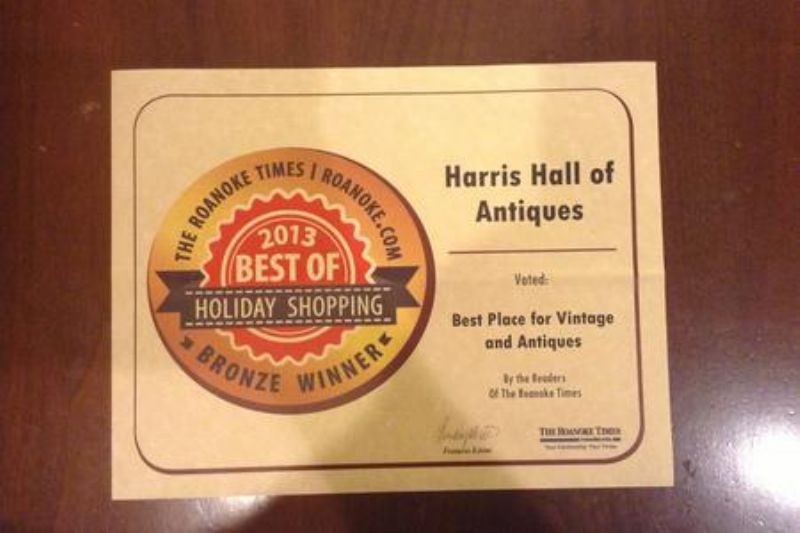 THE ROANOKE TIMES | ROANOKE.COM
2013
BEST OF
HOLIDAY SHOPPING
BRONZE WINNER
Harris Hall of
Antiques
Voted:
Best Place for Vintage
and Antiques
By the Readers
Of The Roanoke Times
THE ROANOKE TIMES